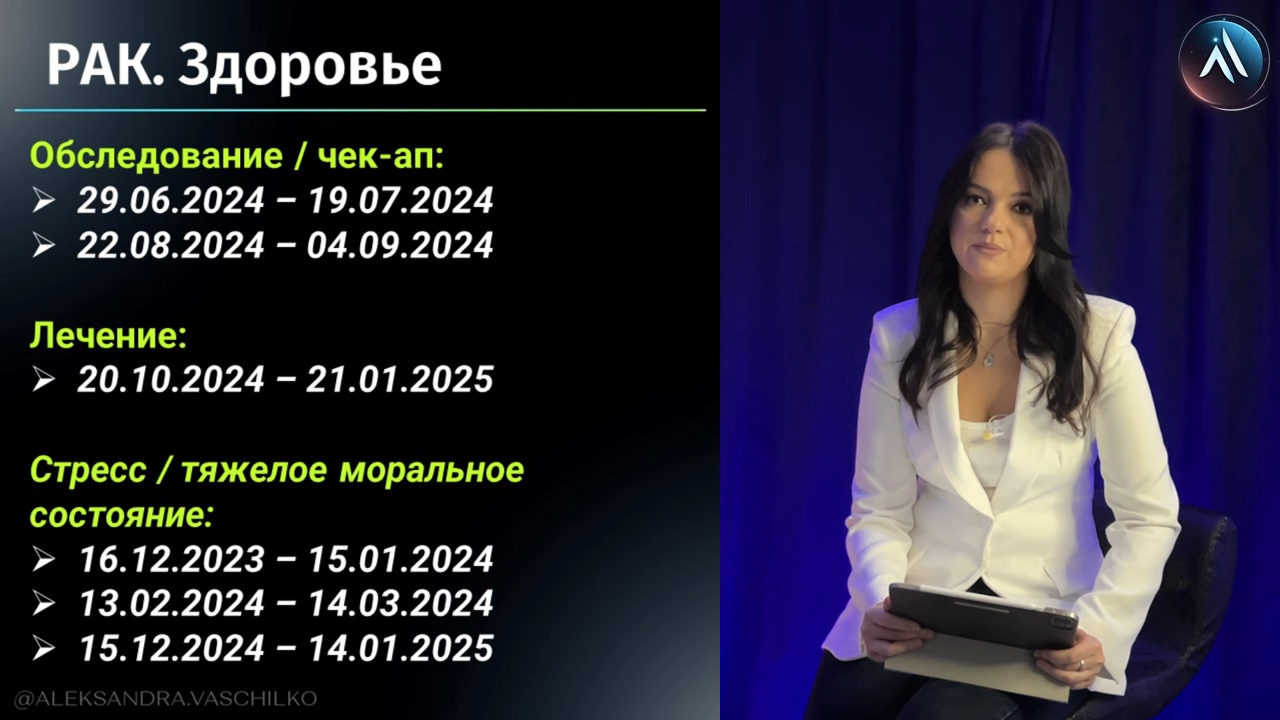 РАК. Здоровье
Обследование / чек-ап:
➢ 29.06.2024 – 19.07.2024
➢ 22.08.2024 – 04.09.2024
Лечение:
➢ 20.10.2024 – 21.01.2025
Стресс / тяжелое моральное
состояние:
➢ 16.12.2023 – 15.01.2024
➢ 13.02.2024 – 14.03.2024
➢ 15.12.2024 – 14.01.2025
@ALEKSANDRA.VASCHILKO